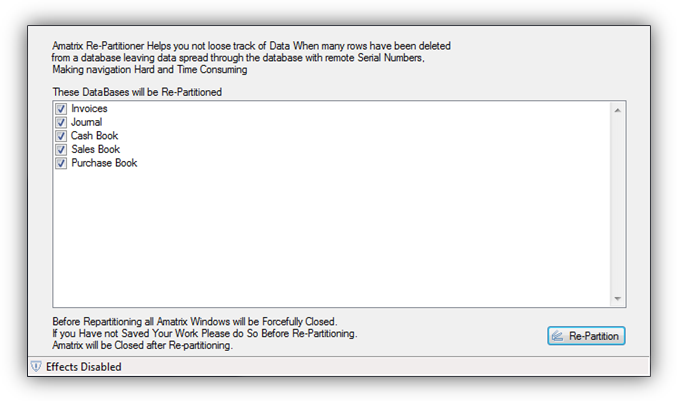 Amatrix Re-Partitioner Helps you not loose track of Data When many rows have been deleted
from a database leaving data spread through the database with remote Serial Numbers,
Making navigation Hard and Time Consuming
These DataBases will be Re-Partitioned
Invoices
Journal
Cash Book
Sales Book
Purchase Book
Before Repartitioning all Amatrix Windows will be Forcefully Closed.
If you Have not Saved Your Work Please do So Before Re-Partitioning.
Amatrix will be Closed after Re-partitioning.
Re-Partition
Effects Disabled